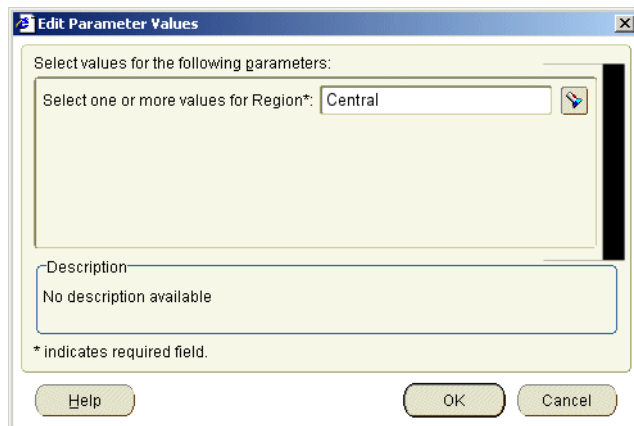 Edit Parameter Values
Select values for the following parameters:
Select one or more values for Region*: Central
Description
No description available
* indicates required field.
Help OK Cancel